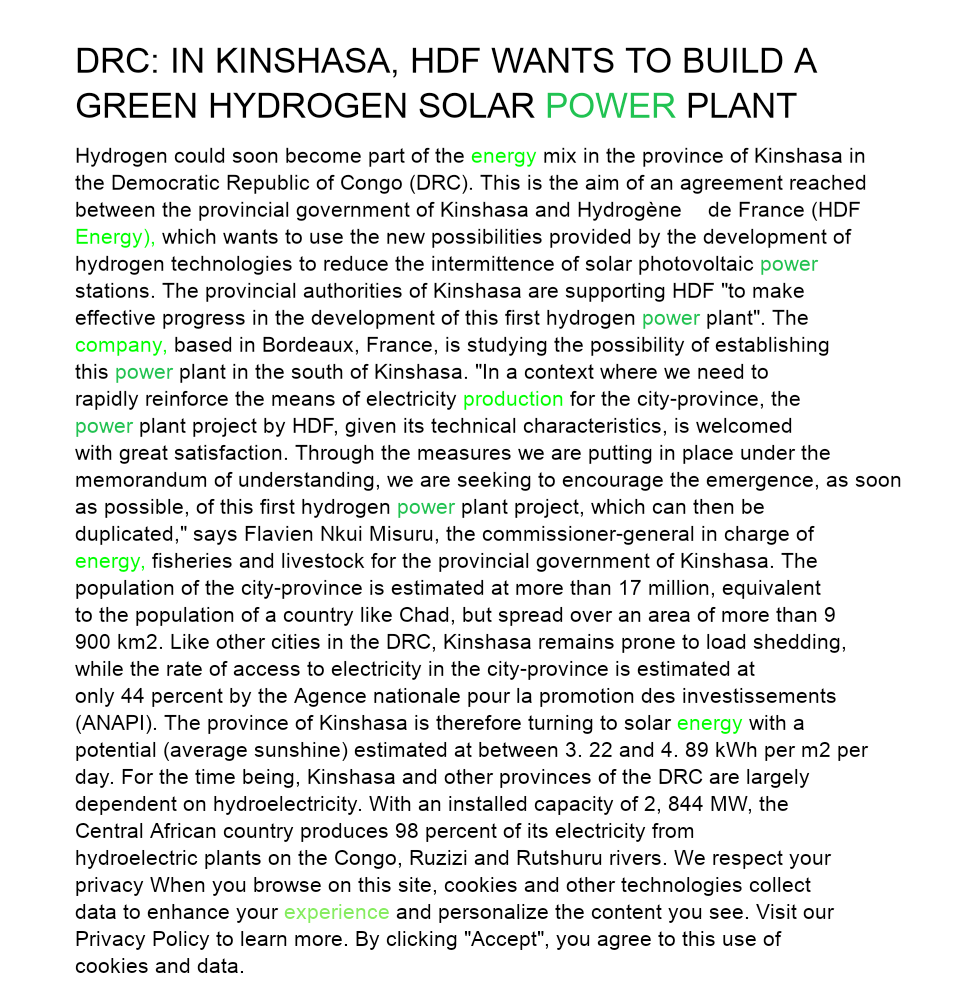 DRC: IN KINSHASA, HDF WANTS TO BUILD A
GREEN HYDROGEN SOLAR POWER PLANT
Hydrogen could soon become part of the energy mix in the province of Kinshasa in
the Democratic Republic of Congo (DRC). This is the aim of an agreement reached
between the provincial government of Kinshasa and Hydrogène de France (HDF
Energy), which wants to use the new possibilities provided by the development of
hydrogen technologies to reduce the intermittence of solar photovoltaic power
stations. The provincial authorities of Kinshasa are supporting HDF "to make
effective progress in the development of this first hydrogen power plant". The
company, based in Bordeaux, France, is studying the possibility of establishing
this power plant in the south of Kinshasa. "In a context where we need to
rapidly reinforce the means of electricity production for the city-province, the
power plant project by HDF, given its technical characteristics, is welcomed
with great satisfaction. Through the measures we are putting in place under the
memorandum of understanding, we are seeking to encourage the emergence, as soon
as possible, of this first hydrogen power plant project, which can then be
duplicated," says Flavien Nkui Misuru, the commissioner-general in charge of
energy, fisheries and livestock for the provincial government of Kinshasa. The
population of the city-province is estimated at more than 17 million, equivalent
to the population of a country like Chad, but spread over an area of more than 9
900 km2. Like other cities in the DRC, Kinshasa remains prone to load shedding,
while the rate of access to electricity in the city-province is estimated at
only 44 percent by the Agence nationale pour la promotion des investissements
(ANAPI). The province of Kinshasa is therefore turning to solar energy with a
potential (average sunshine) estimated at between 3. 22 and 4. 89 kWh per m2 per
day. For the time being, Kinshasa and other provinces of the DRC are largely
dependent on hydroelectricity. With an installed capacity of 2, 844 MW, the
Central African country produces 98 percent of its electricity from
hydroelectric plants on the Congo, Ruzizi and Rutshuru rivers. We respect your
privacy When you browse on this site, cookies and other technologies collect
data to enhance your experience and personalize the content you see. Visit our
Privacy Policy to learn more. By clicking "Accept", you agree to this use of
cookies and data.